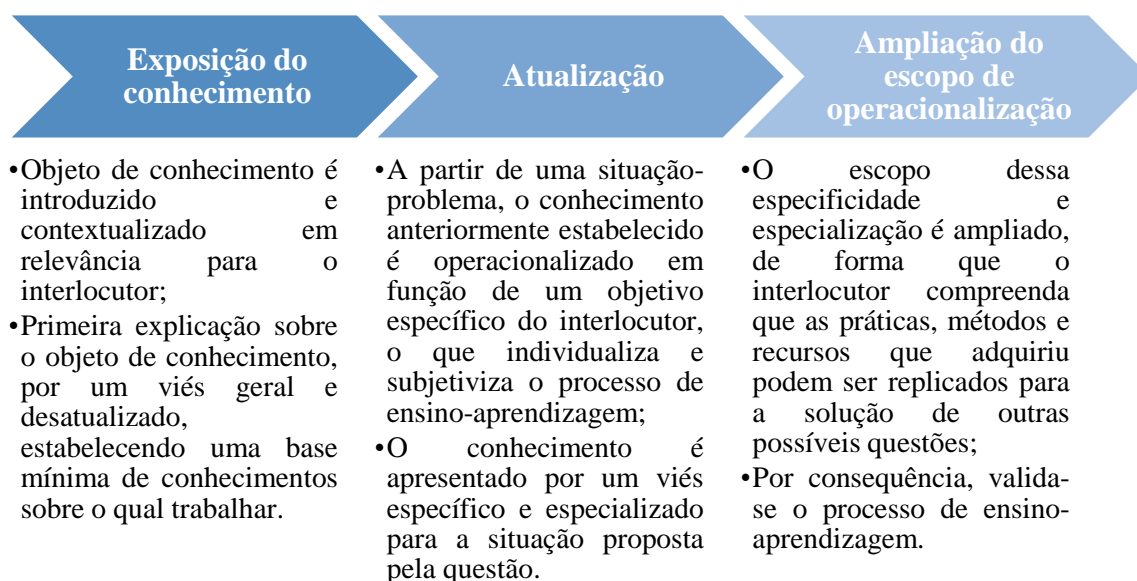 Exposição do
conhecimento
•Objeto de conhecimento é
introduzido e
contextualizado em
relevância para o
interlocutor;
•Primeira explicação sobre
o objeto de conhecimento,
por um viés geral e
desatualizado,
estabelecendo uma base
mínima de conhecimentos
sobre o qual trabalhar.
Atualização
•A partir de uma situação-
problema, o conhecimento
anteriormente estabelecido
é operacionalizado em
função de um objetivo
específico do interlocutor,
o que individualiza e
subjetiviza o processo de
ensino-aprendizagem;
•O conhecimento é
apresentado por um viés
específico e especializado
para a situação proposta
pela questão.
Ampliação do
escopo de
operacionalização
•O escopo dessa
especificidade e
especialização é ampliado,
de forma que o
interlocutor compreenda
que as práticas, métodos e
recursos que adquiriu
podem ser replicados para
a solução de outras
possíveis questões;
•Por consequência, valida-
se o processo de ensino-
aprendizagem.